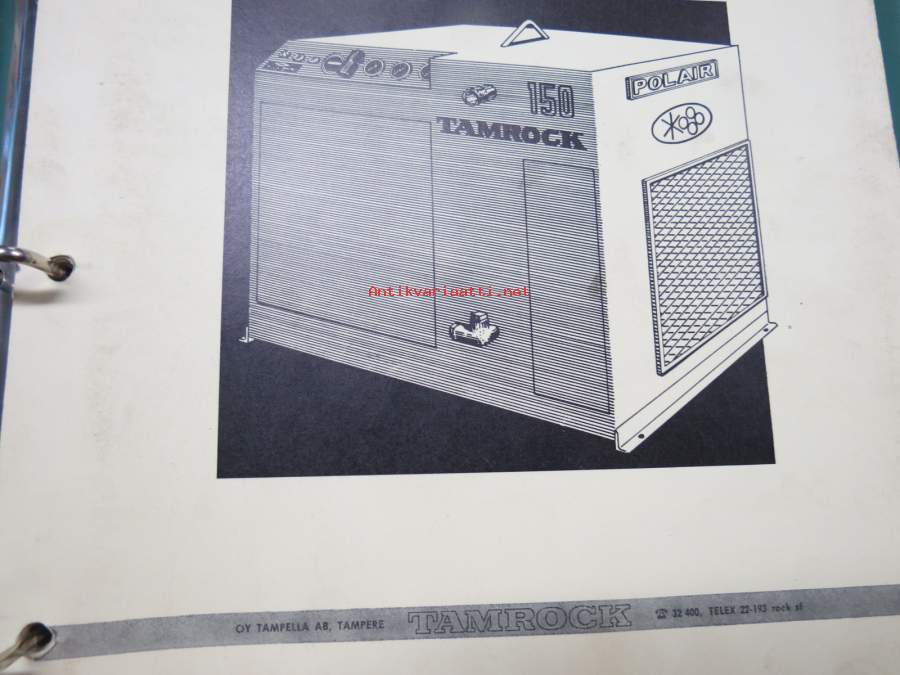 POLAIR
150
TAMROCK
Antikvariaatti.net
OY TAMPELLA AB, TAMPERE TAMROCK ☎ 32 400, TELEX 22-193 rock sf